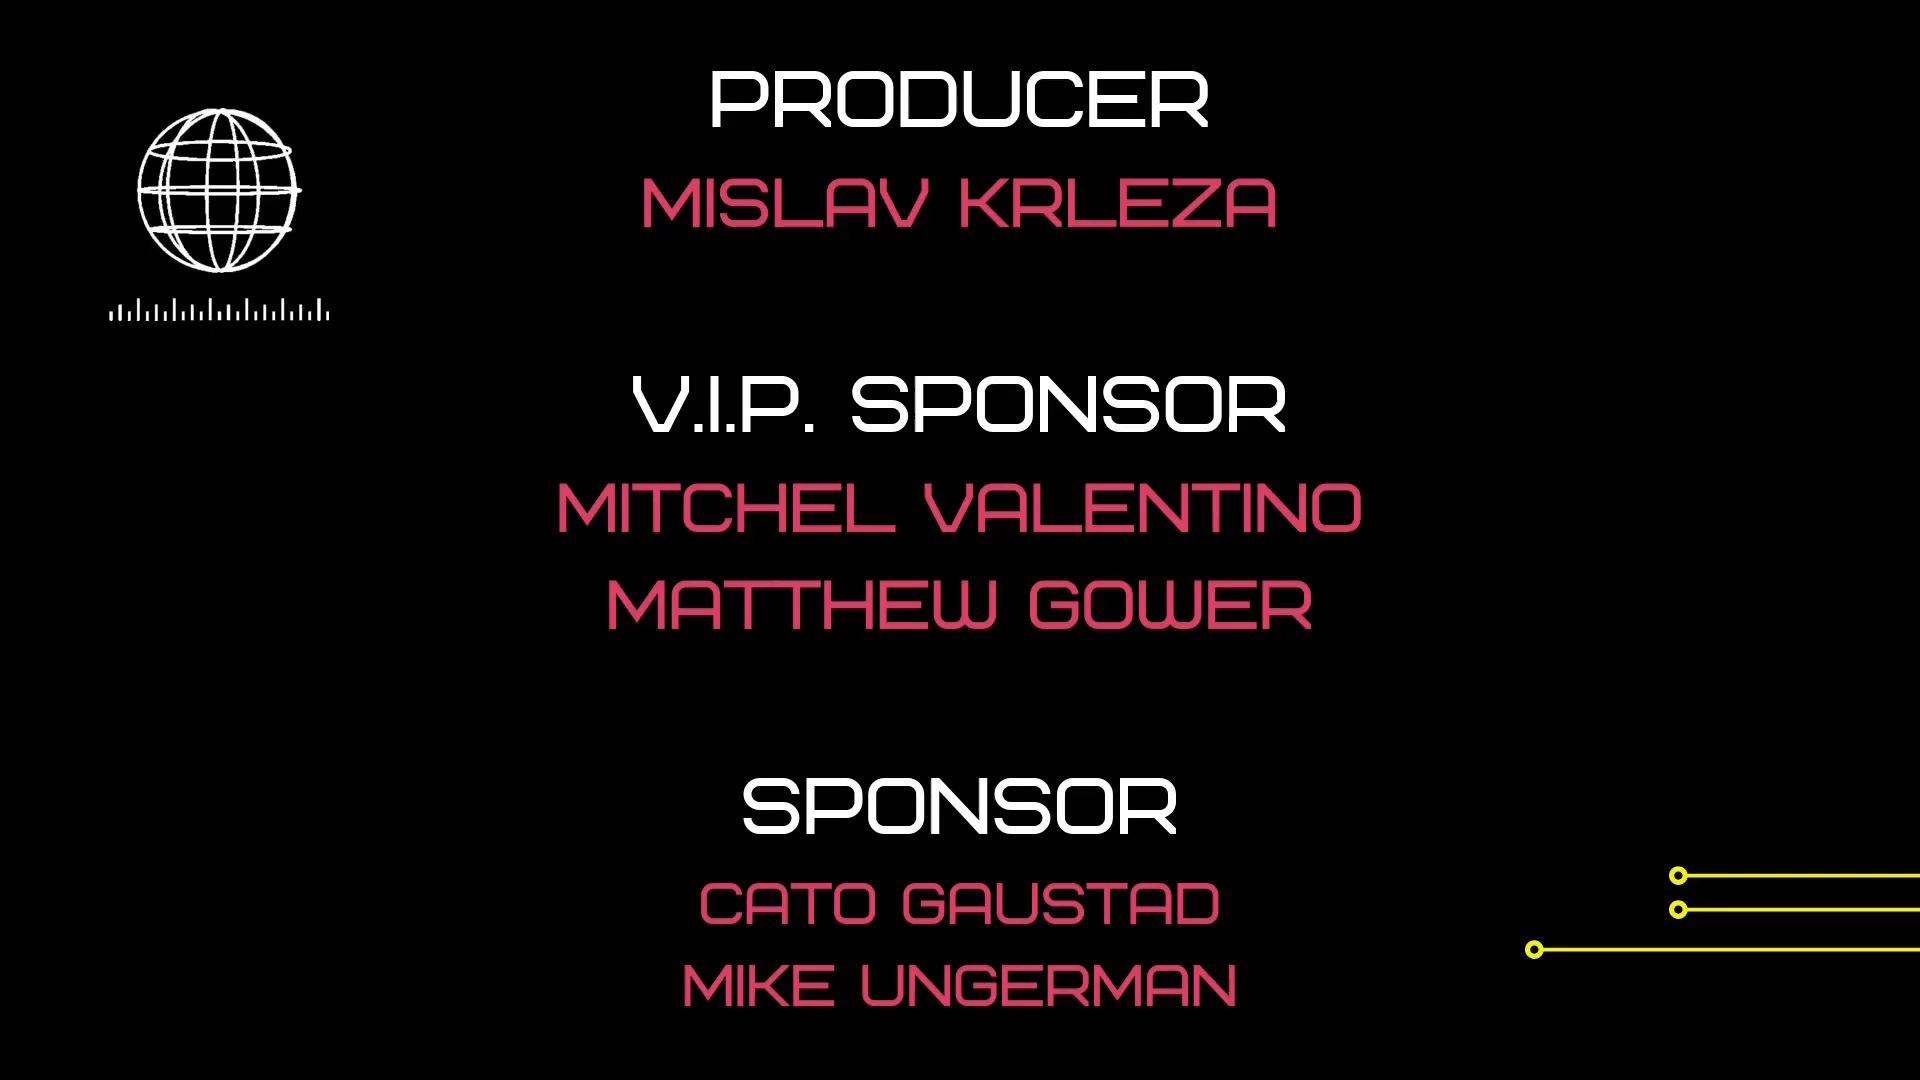 PRODUCER
MISLAV KRLEZA
V.I.P. SPONSOR
MITCHEL VALENTINO
MATTHEW GOWER
SPONSOR
CATO GAUSTAD
MIKE UNGERMAN